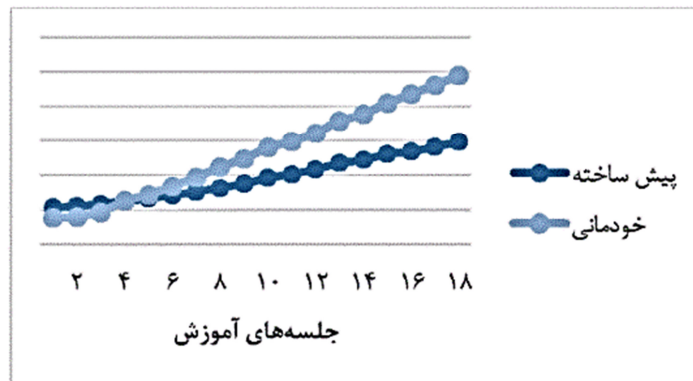 پیش ساخته
خودمانی
۲ ۴ ۶ ۸ ۱۰ ۱۲ ۱۴ ۱۶ ۱۸
جلسه‌های آموزش